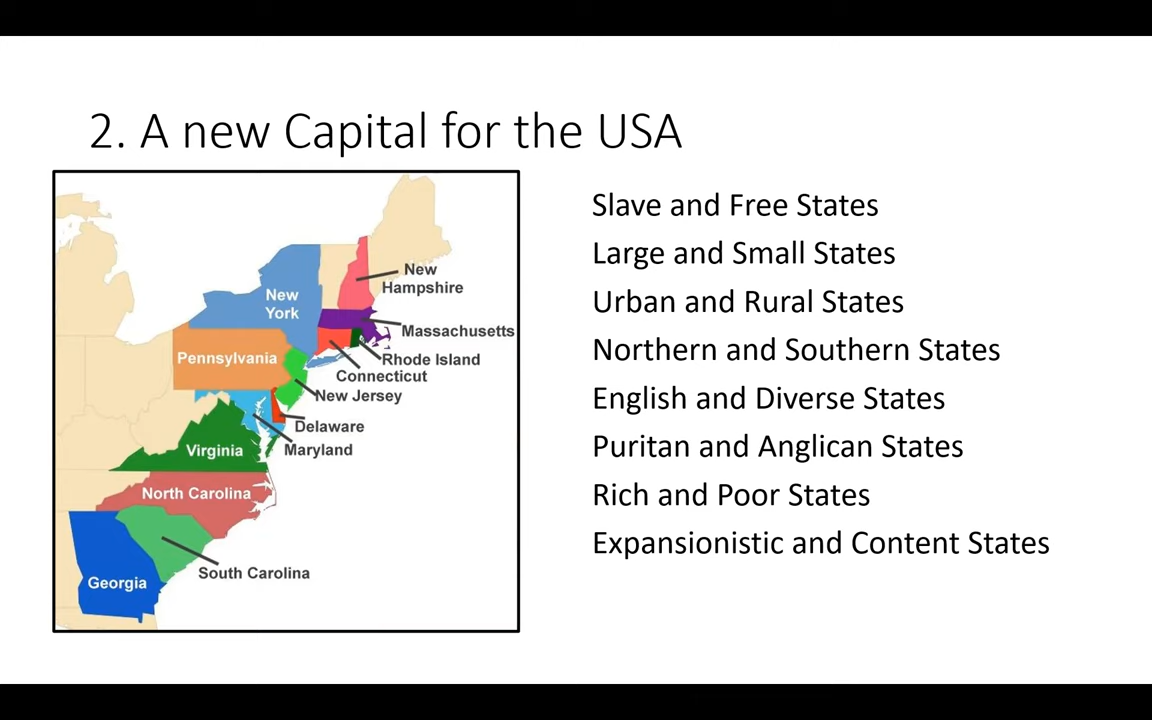 2. A new Capital for the USA
New
Hampshire
New
York
Massachusetts
Pennsylvania
Rhode Island
Connecticut
New Jersey
Delaware
Maryland
Virginia
North Carolina
South Carolina
Georgia
Slave and Free States
Large and Small States
Urban and Rural States
Northern and Southern States
English and Diverse States
Puritan and Anglican States
Rich and Poor States
Expansionistic and Content States